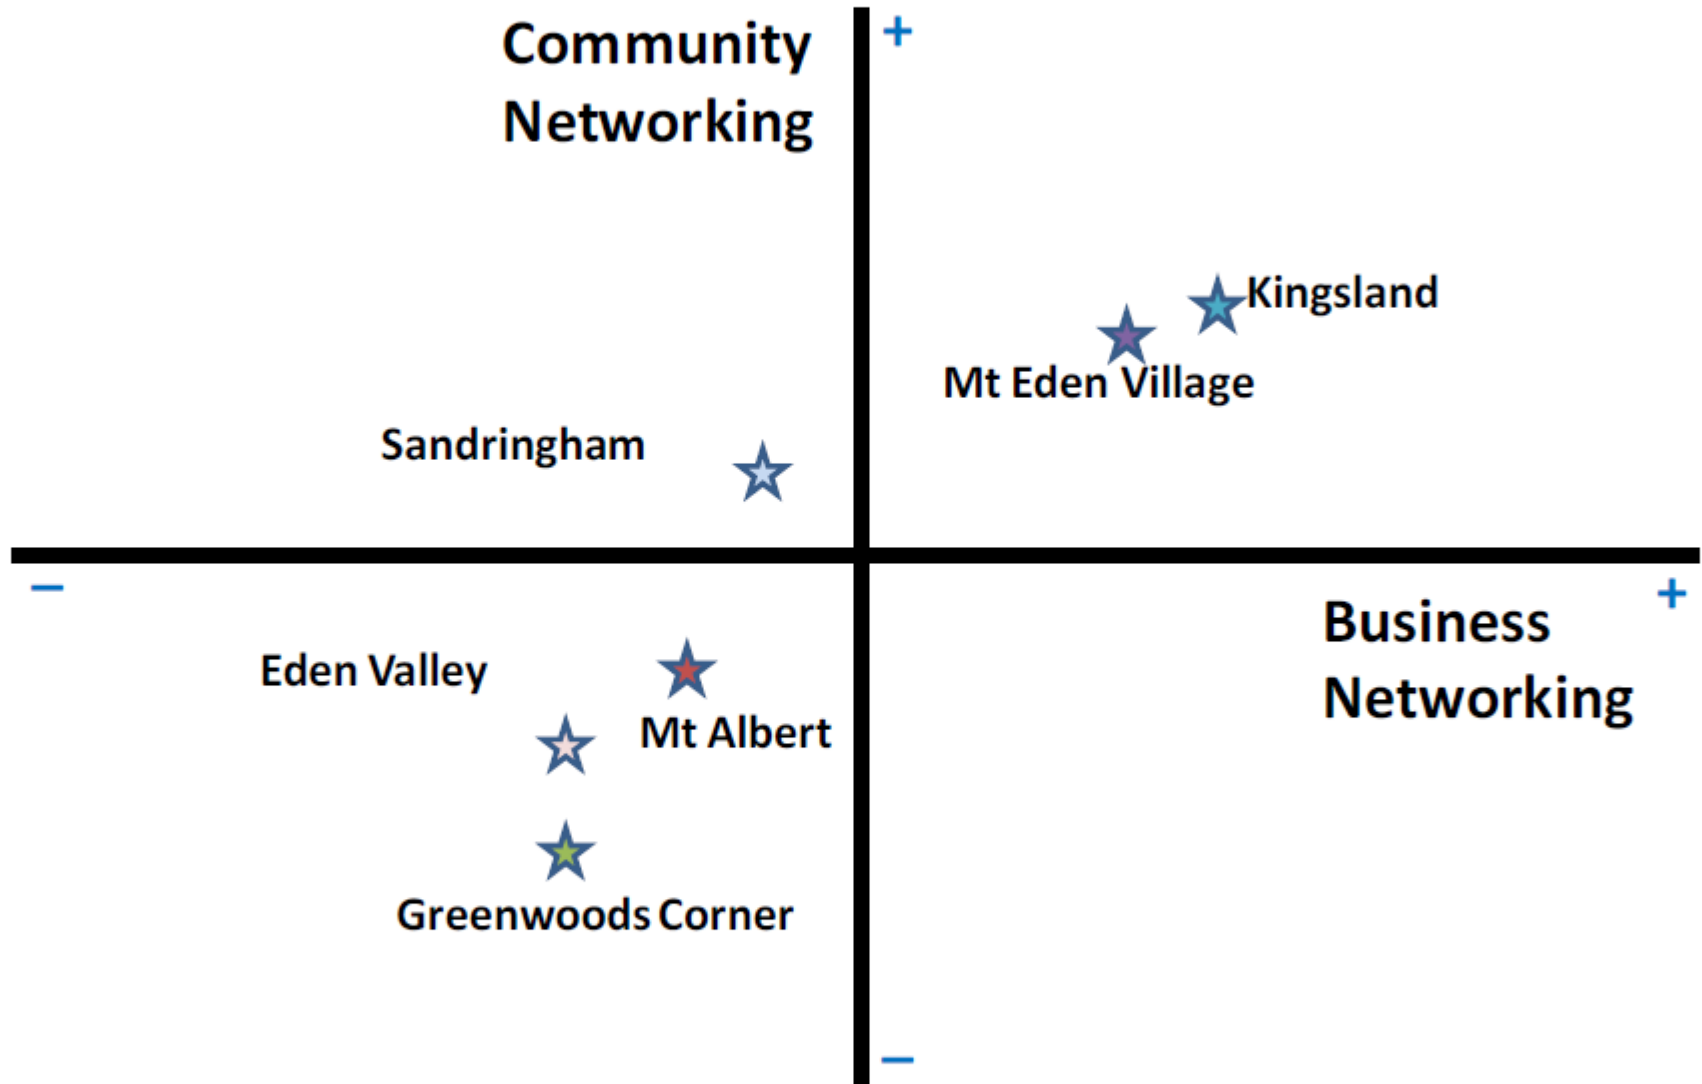 Community
Networking
+
Kingsland
Mt Eden Village
Sandringham
–
+
Business
Networking
Eden Valley
Mt Albert
Greenwoods Corner
–